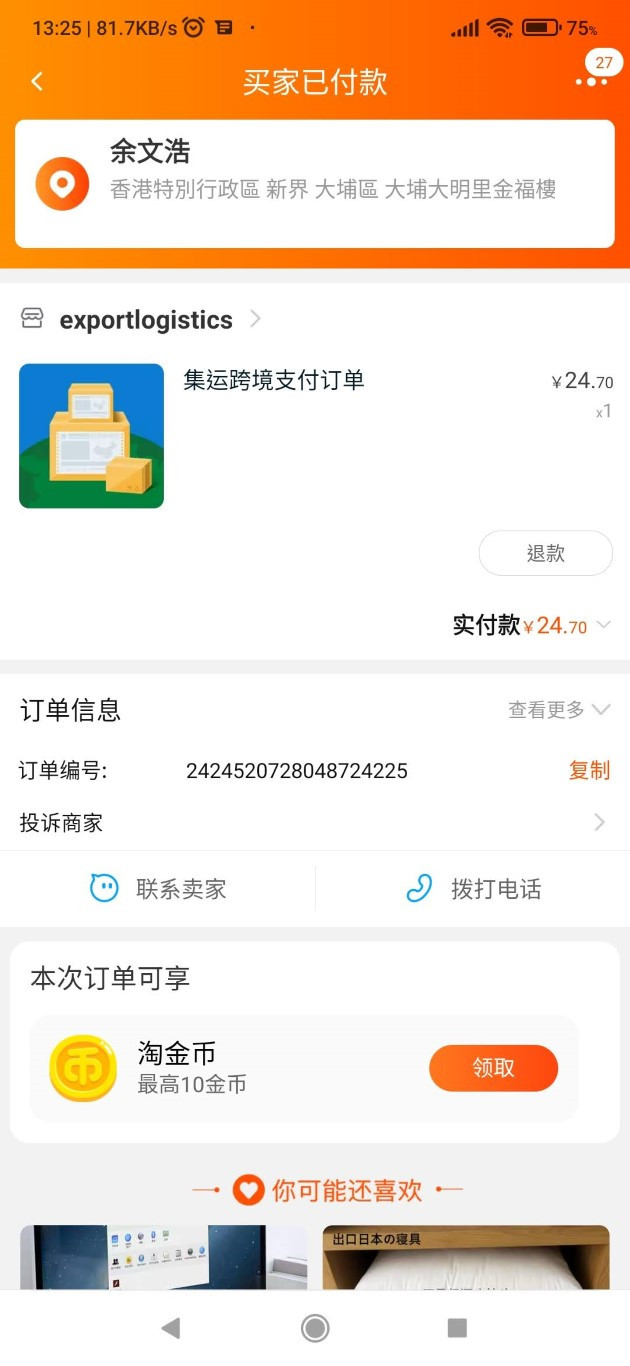 13:25 | 81.7KB/s
75%
27
买家已付款
余文浩
香港特別行政區 新界 大埔區 大埔大明里金福樓
exportlogistics
集运跨境支付订单
￥24.70
x1
退款
实付款￥24.70
订单信息
查看更多
订单编号:
2424520728048724225
复制
投诉商家
联系卖家
拨打电话
本次订单可享
币
淘金币
最高10金币
领取
你可能还喜欢
出口日本の寝具